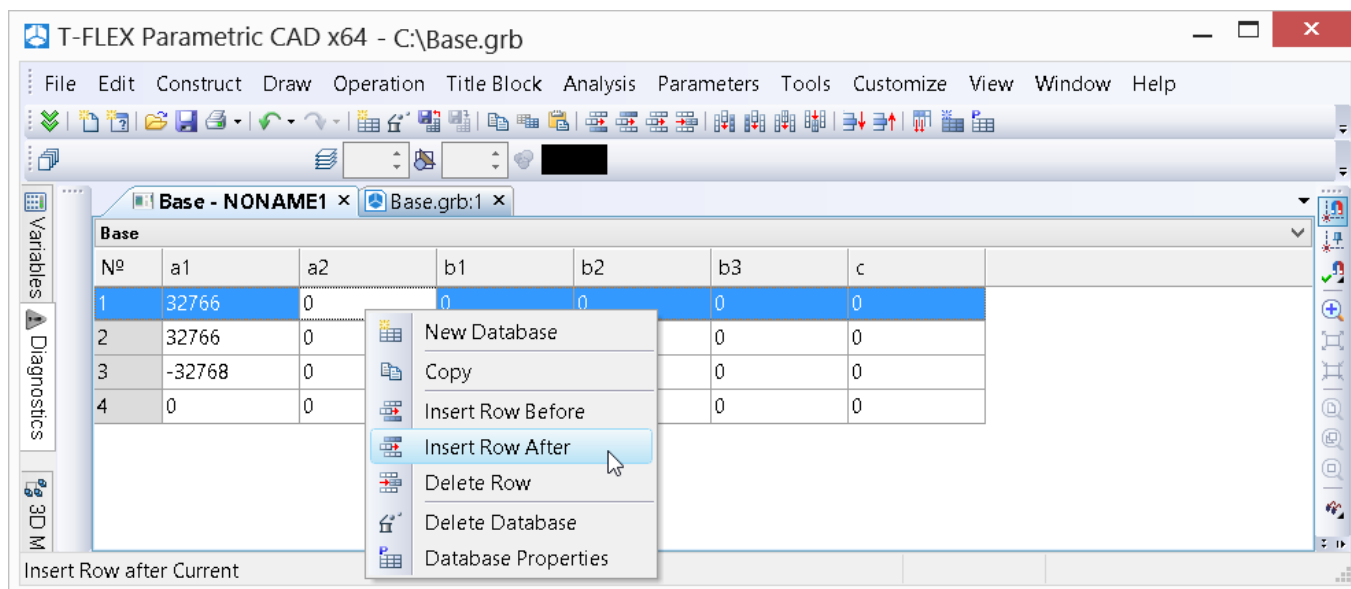 T-FLEX Parametric CAD x64 - C:\Base.grb
File Edit Construct Draw Operation Title Block Analysis Parameters Tools Customize View Window Help
Base - NONAME1 Base.grb:1
Variables
Diagnostics
3D M
Base
Nº a1 a2 b1 b2 b3 c
1 32766 0 0 0 0 0
2 32766 0 0 0
3 -32768 0 0 0
4 0 0 0 0
New Database
Copy
Insert Row Before
Insert Row After
Delete Row
Delete Database
Database Properties
Insert Row after Current